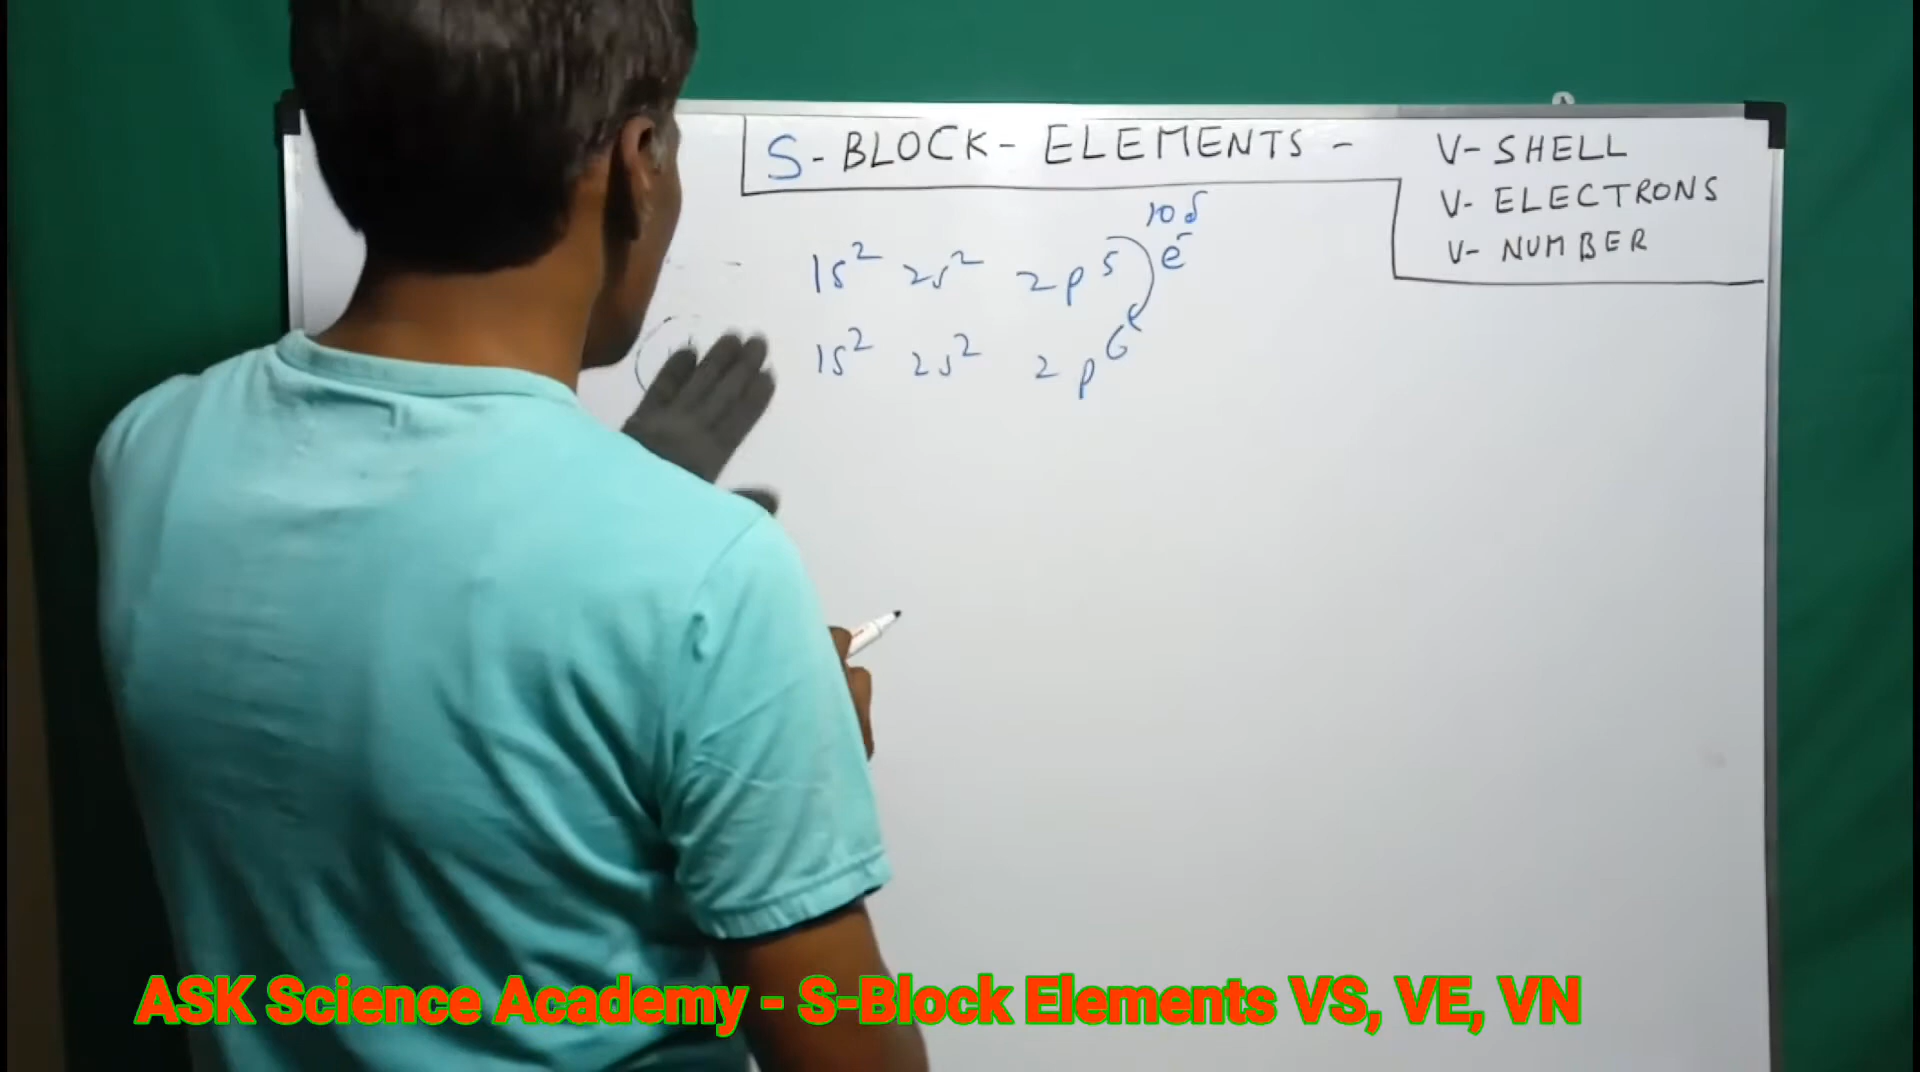 S - BLOCK - ELEMENTS -
V- SHELL
V- ELECTRONS
V- NUMBER
1s² 2s² 2p⁵ e⁻
1s² 2s² 2p⁶
ASK Science Academy - S-Block Elements VS, VE, VN